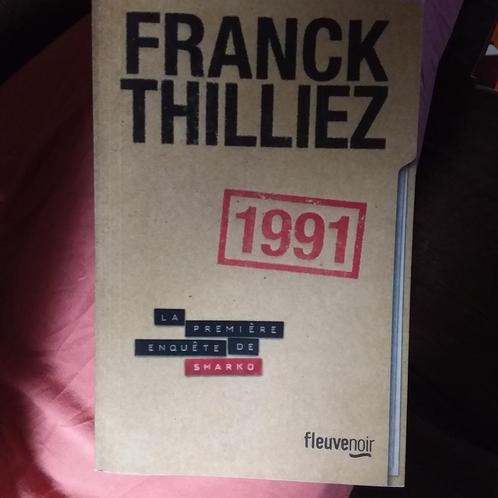 FRANCK
THILLIEZ
1991
LA
PREMIÈRE
ENQUÊTE DE
SHARKO
fleuvenoir